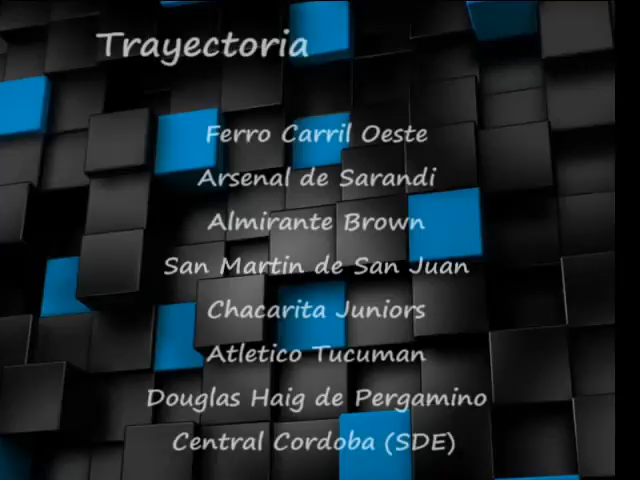 Trayectoria
Ferro Carril Oeste
Arsenal de Sarandi
Almirante Brown
San Martin de San Juan
Chacarita Juniors
Atletico Tucuman
Douglas Haig de Pergamino
Central Cordoba (SDE)